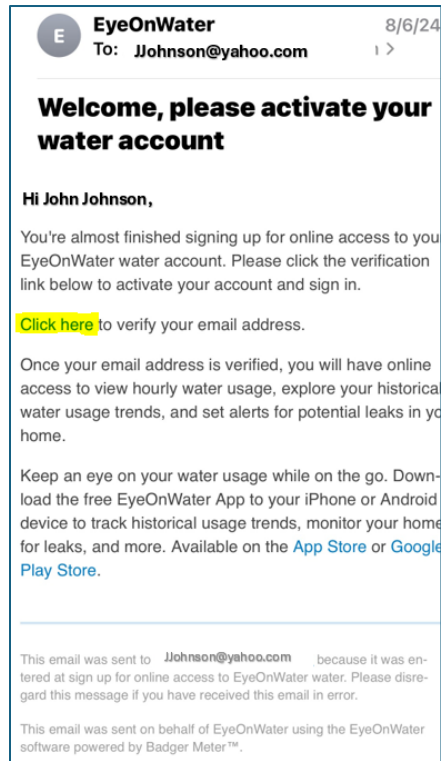 E
EyeOnWater 8/6/24
To: JJohnson@yahoo.com
Welcome, please activate your
water account
Hi John Johnson,
You're almost finished signing up for online access to you
EyeOnWater water account. Please click the verification
link below to activate your account and sign in.
Click here to verify your email address.
Once your email address is verified, you will have online
access to view hourly water usage, explore your historical
water usage trends, and set alerts for potential leaks in yo
home.
Keep an eye on your water usage while on the go. Down-
load the free EyeOnWater App to your iPhone or Android
device to track historical usage trends, monitor your home
for leaks, and more. Available on the App Store or Google
Play Store.
This email was sent to JJohnson@yahoo.com because it was en-
tered at sign up for online access to EyeOnWater water. Please disre-
gard this message if you have received this email in error.
This email was sent on behalf of EyeOnWater using the EyeOnWater
software powered by Badger Meter™.